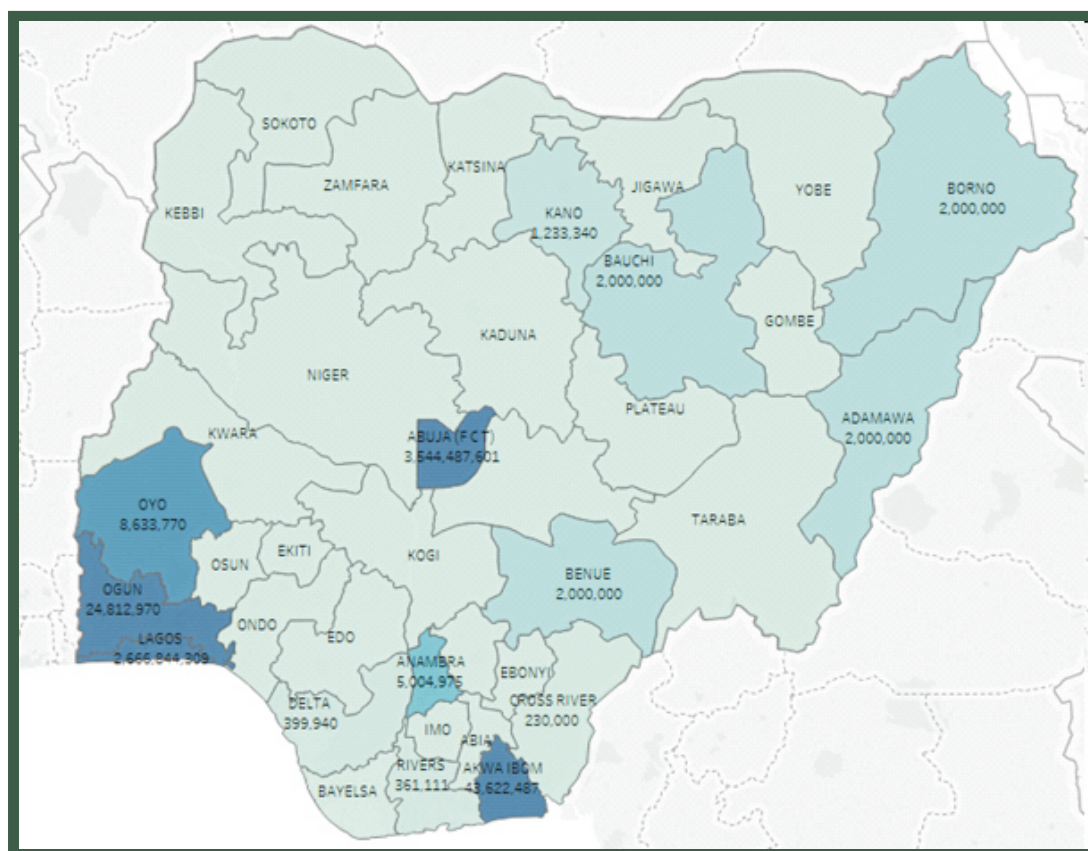 SOKOTO
KATSINA
ZAMFARA
JIGAWA
YOBE
BORNO
2,000,000
KEBBI
KANO
1,233,340
BAUCHI
2,000,000
GOMBE
KADUNA
NIGER
PLATEAU
ADAMAWA
2,000,000
KWARA
ABUJA (F C T)
3,544,487,601
OYO
8,633,770
TARABA
EKITI
KOGI
OSUN
BENUE
2,000,000
OGUN
24,812,970
ONDO
EDO
LAGOS
2,666,844,309
ANAMBRA
5,004,975
EBONYI
CROSS RIVER
230,000
DELTA
399,940
IMO
ABIA
RIVERS
361,111
AKWA IBOM
43,622,487
BAYELSA